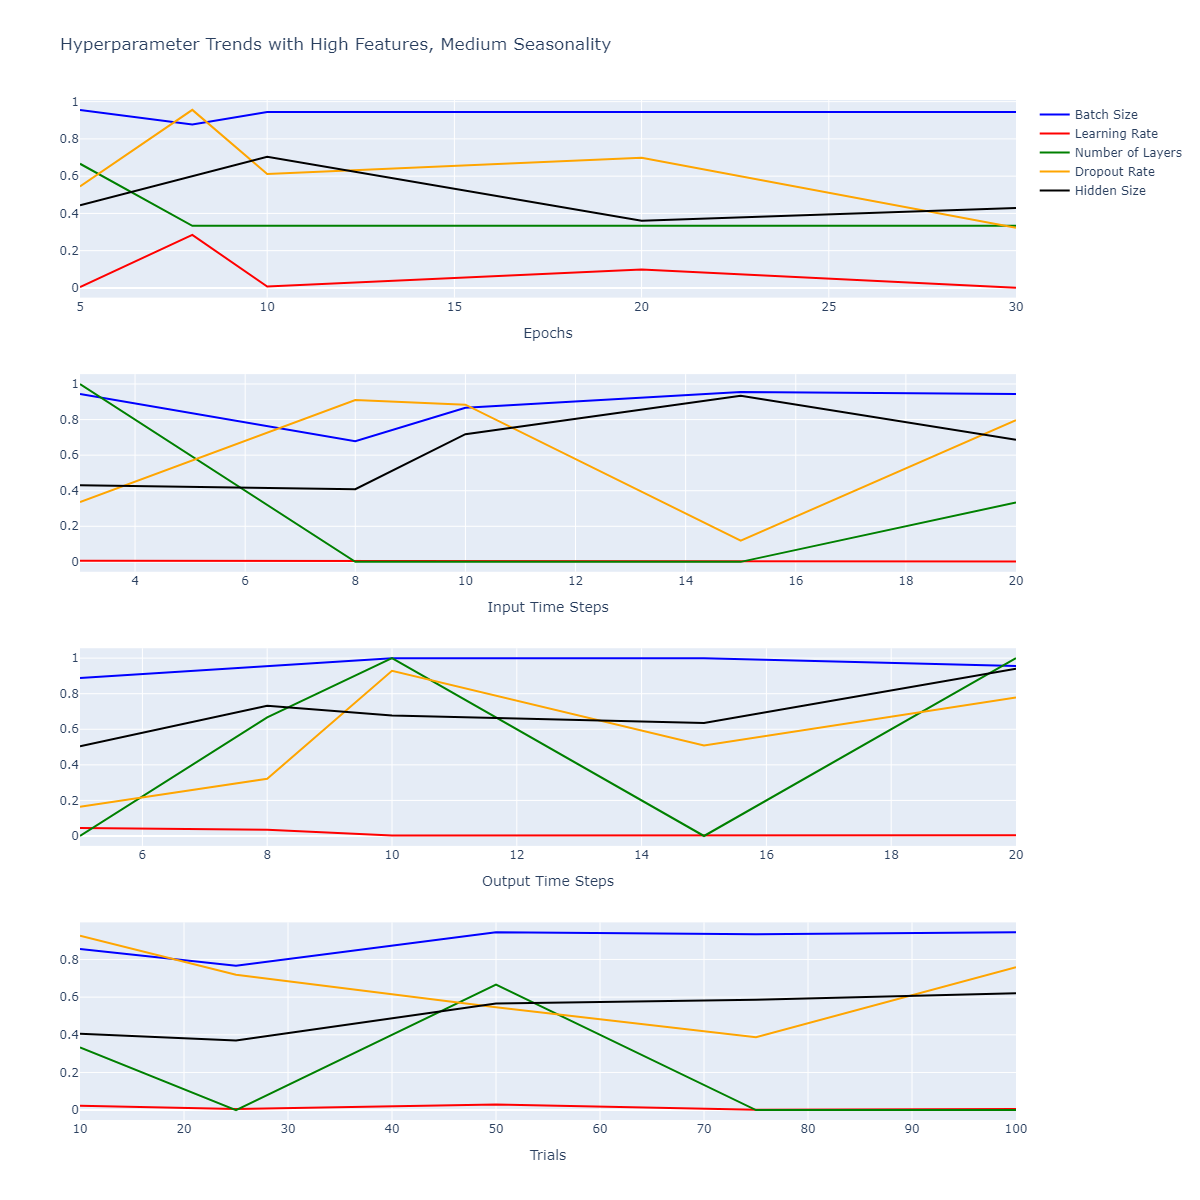 Hyperparameter Trends with High Features, Medium Seasonality
1
0.8
0.6
0.4
0.2
0
5 10 15 20 25 30
Epochs
Batch Size
Learning Rate
Number of Layers
Dropout Rate
Hidden Size
1
0.8
0.6
0.4
0.2
0
4 6 8 10 12 14 16 18 20
Input Time Steps
1
0.8
0.6
0.4
0.2
0
6 8 10 12 14 16 18 20
Output Time Steps
0.8
0.6
0.4
0.2
0
10 20 30 40 50 60 70 80 90 100
Trials